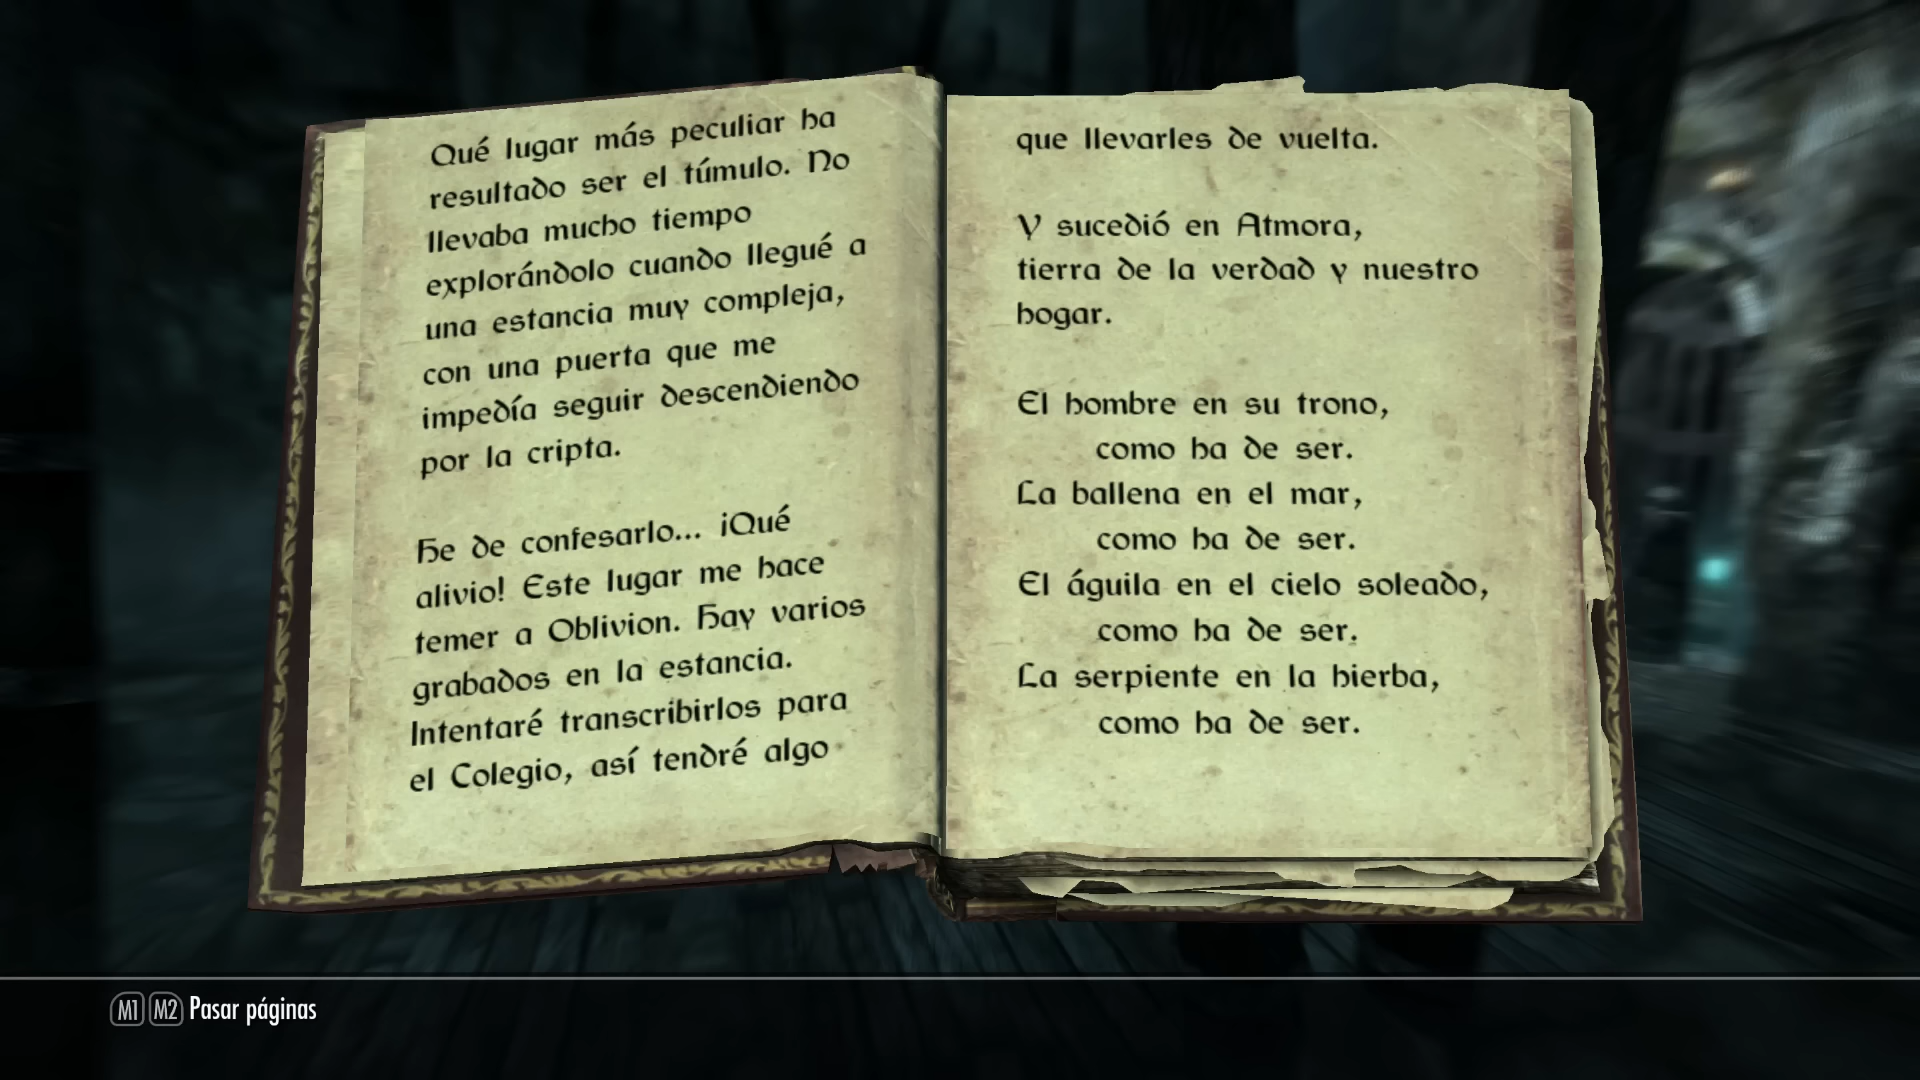 Qué lugar más peculiar ha
resultado ser el túmulo. No
llevaba mucho tiempo
explorándolo cuando llegué a
una estancia muy compleja,
con una puerta que me
impedía seguir descendiendo
por la cripta.
He de confesarlo... ¡Qué
alivio! Este lugar me hace
temer a Oblivion. Hay varios
grabados en la estancia.
Intentaré transcribirlos para
el Colegio, así tendré algo
que llevarles de vuelta.
Y sucedió en Atmora,
tierra de la verdad y nuestro
hogar.
El hombre en su trono,
como ha de ser.
La ballena en el mar,
como ha de ser.
El águila en el cielo soleado,
como ha de ser.
La serpiente en la hierba,
como ha de ser.
M1 M2 Pasar páginas